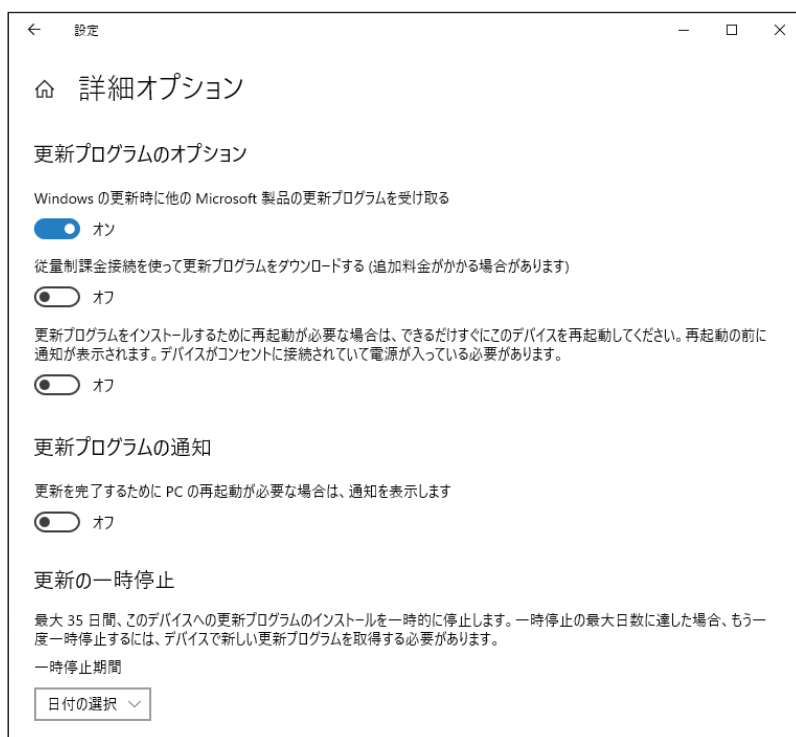 設定
詳細オプション
更新プログラムのオプション
Windows の更新時に他の Microsoft 製品の更新プログラムを受け取る
オン
従量制課金接続を使って更新プログラムをダウンロードする (追加料金がかかる場合があります)
オフ
更新プログラムをインストールするために再起動が必要な場合は、できるだけすぐにこのデバイスを再起動してください。再起動の前に
通知が表示されます。デバイスがコンセントに接続されていて電源が入っている必要があります。
オフ
更新プログラムの通知
更新を完了するために PC の再起動が必要な場合は、通知を表示します
オフ
更新の一時停止
最大 35 日間、このデバイスへの更新プログラムのインストールを一時的に停止します。一時停止の最大日数に達した場合、もう一
度一時停止するには、デバイスで新しい更新プログラムを取得する必要があります。
一時停止期間
日付の選択